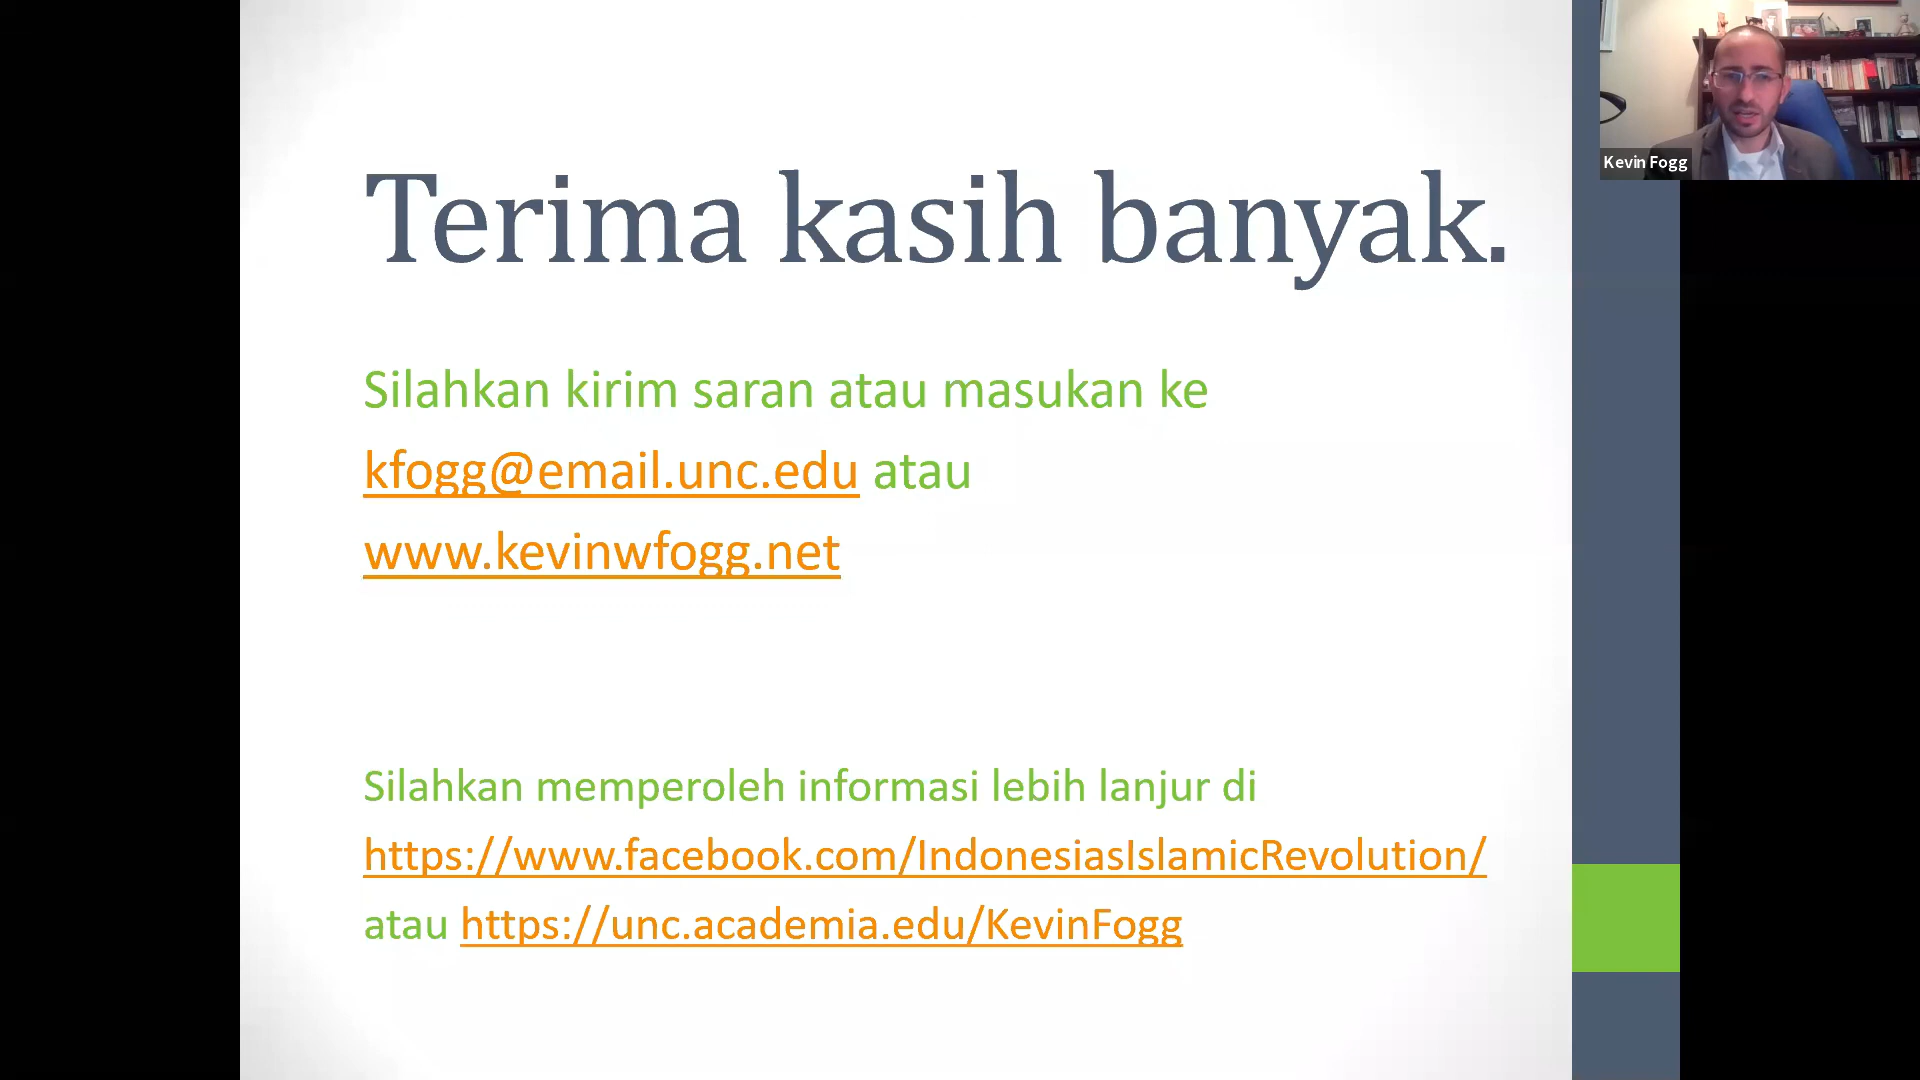 Terima kasih banyak.
Silahkan kirim saran atau masukan ke
kfogg@email.unc.edu atau
www.kevinwfogg.net
Silahkan memperoleh informasi lebih lanjur di
https://www.facebook.com/IndonesiasIslamicRevolution/
atau https://unc.academia.edu/KevinFogg
Kevin Fogg